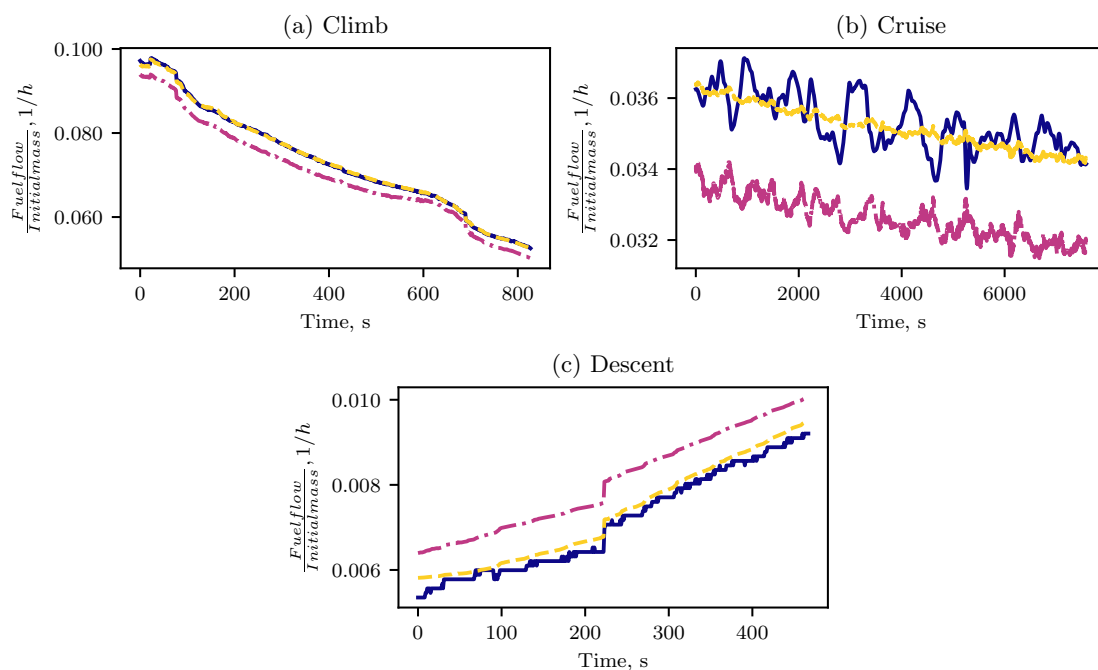 (a) Climb
0.100
0.080
0.060
Fuelflow
Initialmass, 1/h
0 200 400 600 800
Time, s
(b) Cruise
0.036
0.034
0.032
Fuelflow
Initialmass, 1/h
0 2000 4000 6000
Time, s
(c) Descent
0.010
0.008
0.006
Fuelflow
Initialmass, 1/h
0 100 200 300 400
Time, s